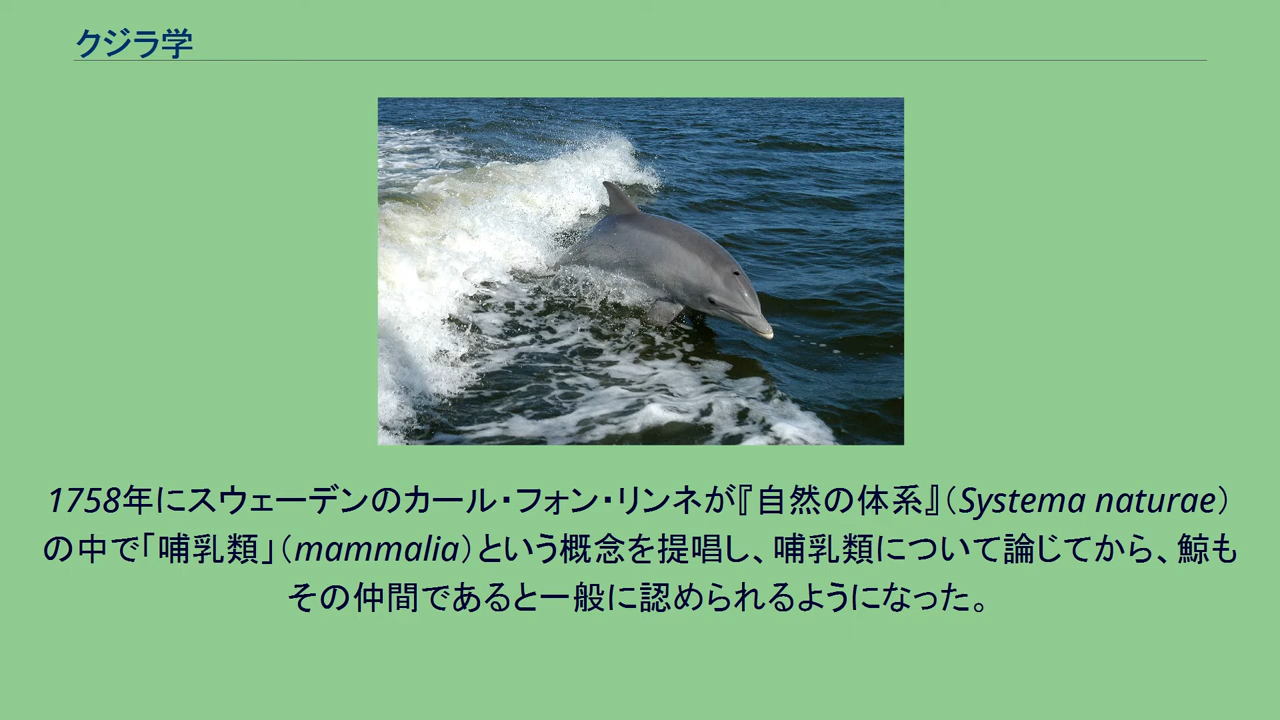 クジラ学
1758年にスウェーデンのカール・フォン・リンネが『自然の体系』（Systema naturae）
の中で「哺乳類」（mammalia）という概念を提唱し、哺乳類について論じてから、鯨も
その仲間であると一般に認められるようになった。